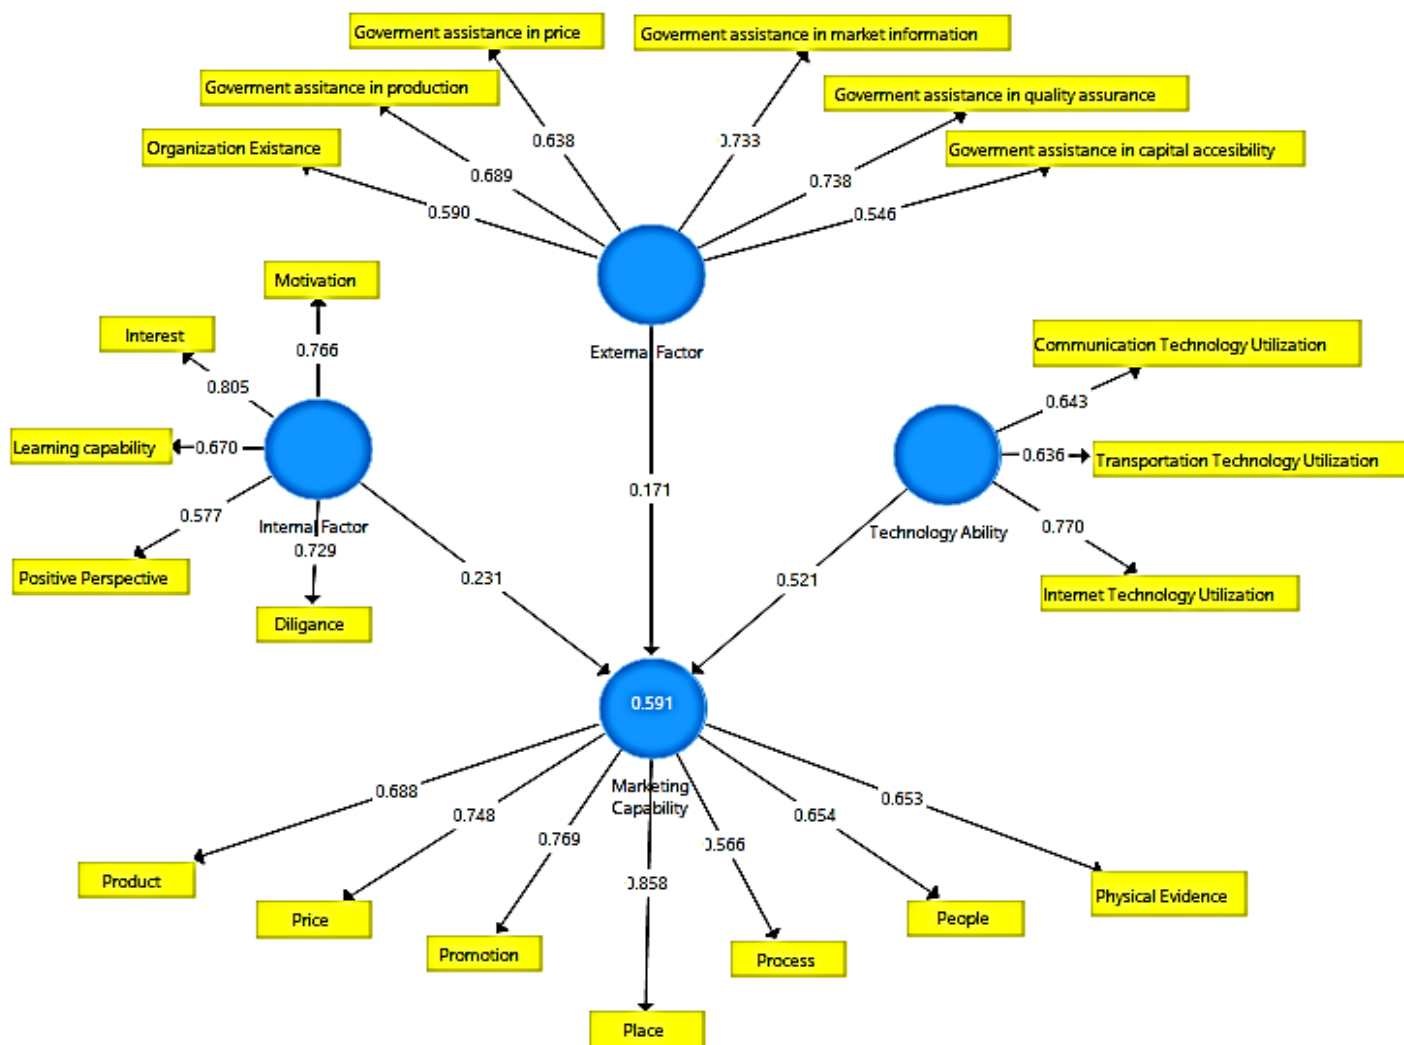 Goverment assistance in price
Goverment assistance in market information
Goverment assitance in production
Goverment assistance in quality assurance
Organization Existance
Goverment assistance in capital accesibility
0.638
0.733
0.689
0.738
0.590
0.546
Motivation
Interest
External Factor
Communication Technology Utilization
0.766
0.805
0.643
Learning capability
0.670
0.636
Transportation Technology Utilization
0.171
0.577
Internal Factor
0.729
Technology Ability
0.770
Positive Perspective
0.231
0.521
Internet Technology Utilization
Diligance
0.591
Marketing
Capability
0.688
0.748
0.769
0.858
0.566
0.654
0.653
Product
Price
Promotion
Place
Process
People
Physical Evidence